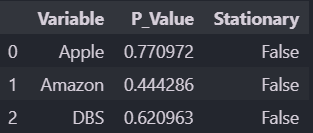 Variable P_Value Stationary
0 Apple 0.770972 False
1 Amazon 0.444286 False
2 DBS 0.620963 False